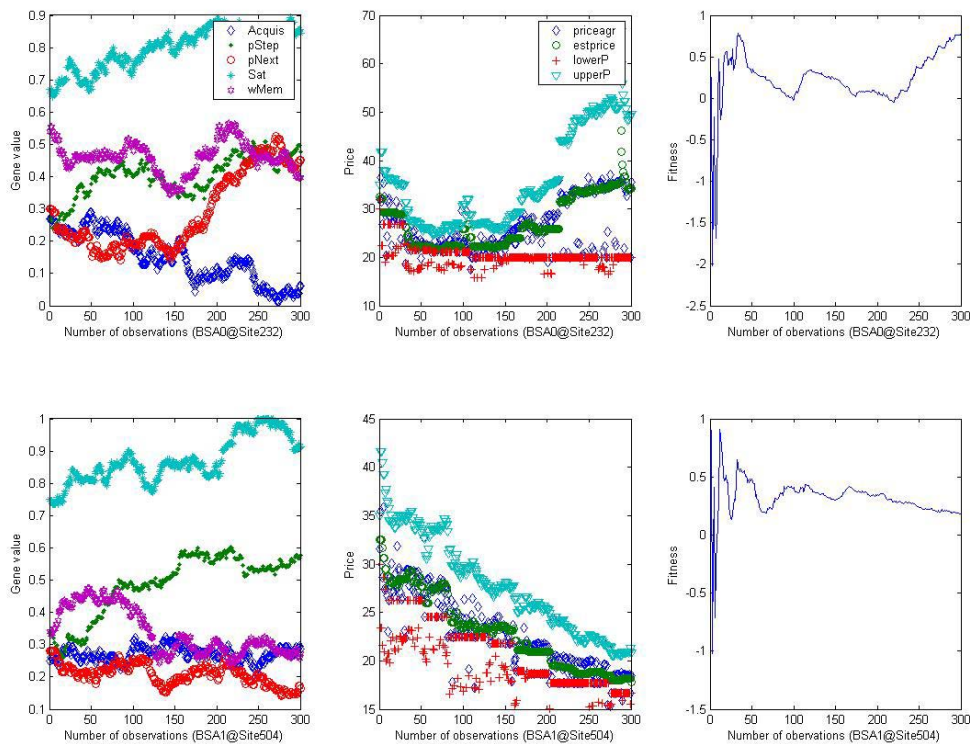 0.9
0.8
0.7
0.6
0.5
0.4
0.3
0.2
0.1
0
Gene value
Acquis
pStep
pNext
Sat
wMem
0 50 100 150 200 250 300
Number of observations (BSA0@Site232)
70
60
50
40
30
20
10
Price
priceagr
estprice
lowerP
upperP
0 50 100 150 200 250 300
Number of observations (BSA0@Site232)
1
0.5
0
-0.5
-1
-1.5
-2
-2.5
Fitness
0 50 100 150 200 250 300
Number of obervations (BSA0@Site232)
1
0.9
0.8
0.7
0.6
0.5
0.4
0.3
0.2
0.1
Gene value
0 50 100 150 200 250 300
Number of observations (BSA1@Site504)
45
40
35
30
25
20
15
Price
0 50 100 150 200 250 300
Number of observations (BSA1@Site504)
1
0.5
0
-0.5
-1
-1.5
Fitness
0 50 100 150 200 250 300
Number of obervations (BSA1@Site504)